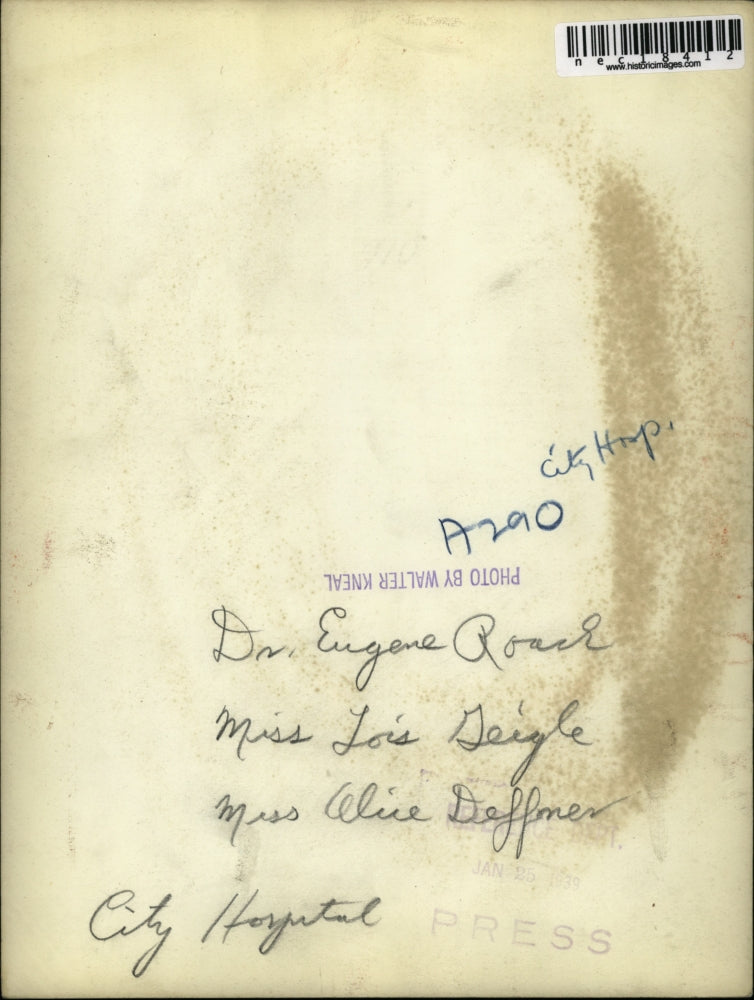 nec18412
www.historicimages.com
City Hosp.
A290
PHOTO BY WALTER KNEAL
Dr. Eugene Roach
Miss Lois Geigle
Miss Alice Deffner
JAN 25 1939
City Hospital
PRESS